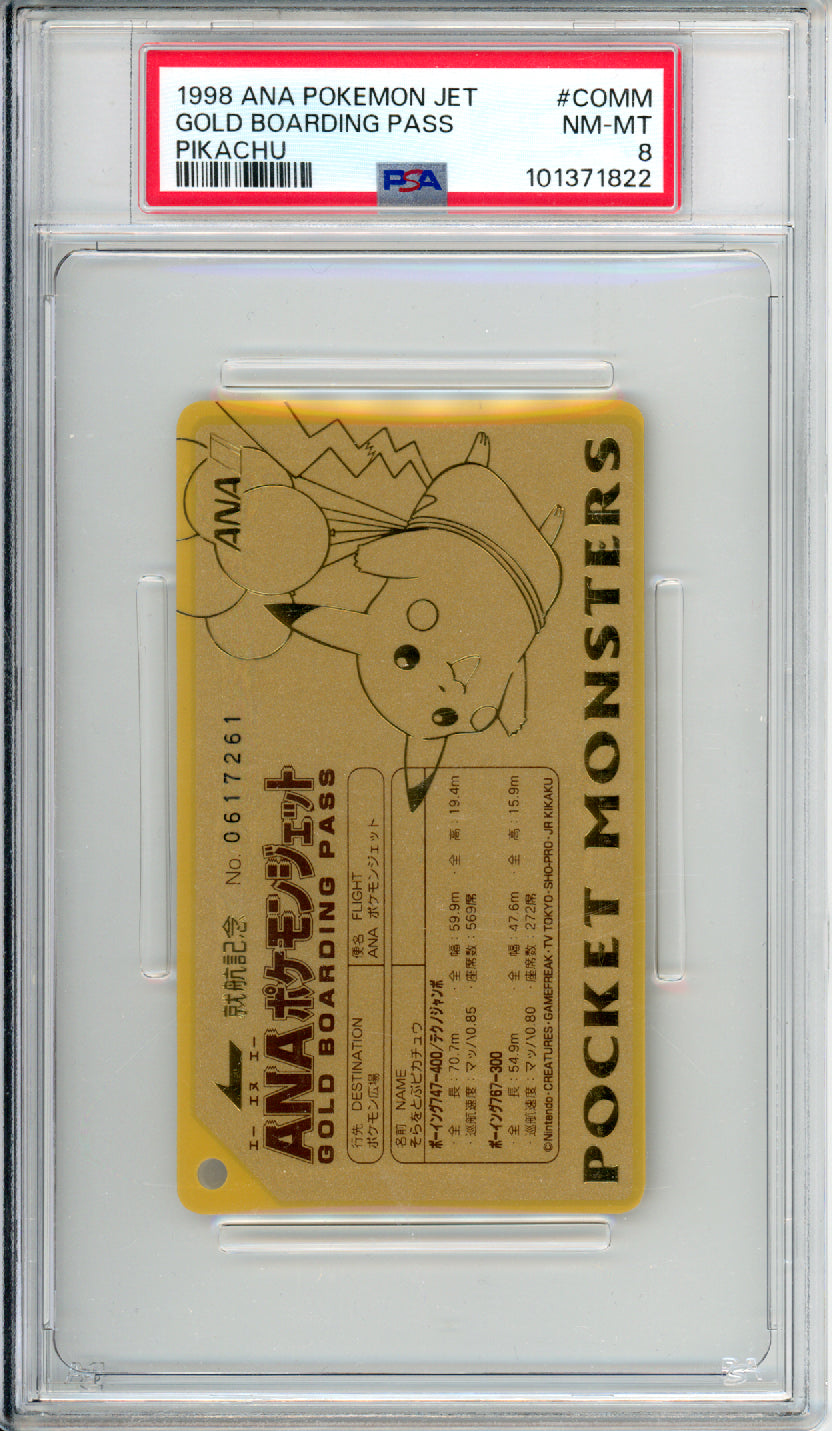 1998 ANA POKEMON JET #COMM
GOLD BOARDING PASS NM-MT
PIKACHU 8
PSA 101371822
ANA
就航記念 No. 0617261
エー エヌ エー
ANAポケモンジェット
GOLD BOARDING PASS
行先 DESTINATION
ポケモン広場
便名 FLIGHT
ANA ポケモンジェット
名前 NAME
そらをとぶピカチュウ
ボーイング747-400/テクノジャンボ
・全 長:70.7m ・全 幅:59.9m ・全 高:19.4m
・巡航速度:マッハ0.85 ・座席数:569席
ボーイング767-300
・全 長:54.9m ・全 幅:47.6m ・全 高:15.9m
・巡航速度:マッハ0.80 ・座席数:272席
©Nintendo・CREATURES・GAMEFREAK・TV TOKYO・SHO-PRO・JR KIKAKU
POCKET MONSTERS